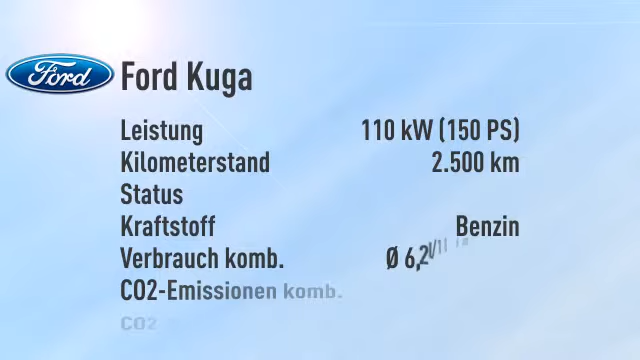 Ford
Ford Kuga
Leistung 110 kW (150 PS)
Kilometerstand 2.500 km
Status
Kraftstoff Benzin
Verbrauch komb. Ø 6,2
CO2-Emissionen komb.
CO2